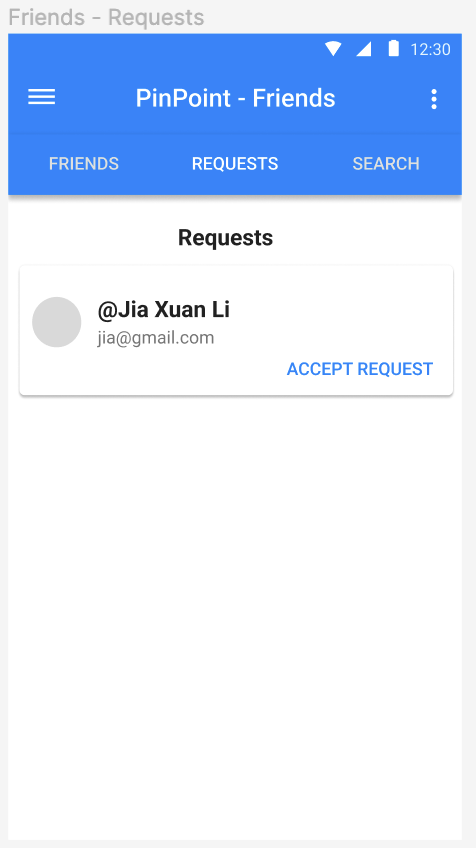 Friends - Requests
12:30
PinPoint - Friends
FRIENDS REQUESTS SEARCH
Requests
@Jia Xuan Li
jia@gmail.com
ACCEPT REQUEST